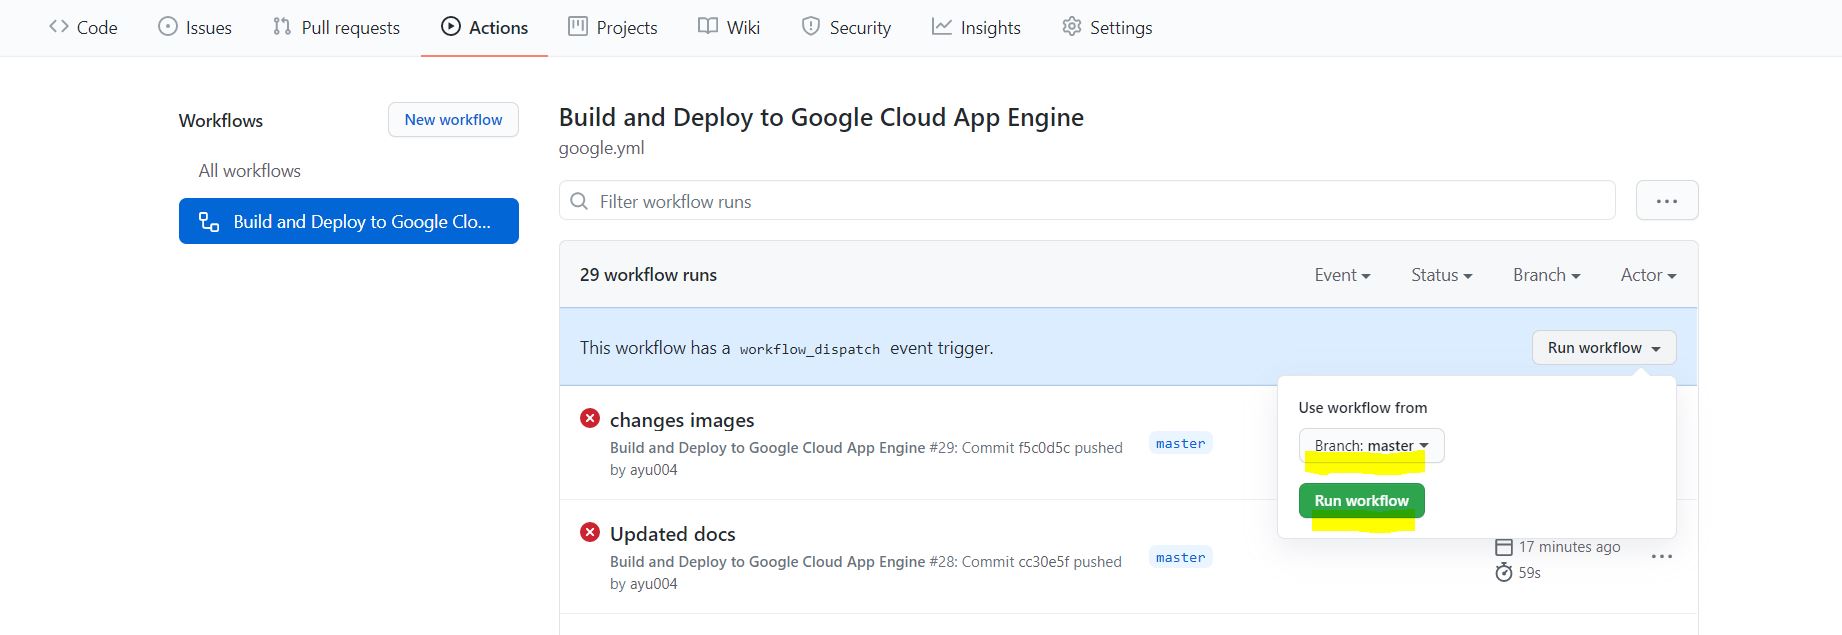 Code Issues Pull requests Actions Projects Wiki Security Insights Settings
Workflows
New workflow
All workflows
Build and Deploy to Google Clo...
Build and Deploy to Google Cloud App Engine
google.yml
Filter workflow runs
...
29 workflow runs
Event Status Branch Actor
This workflow has a workflow_dispatch event trigger.
Run workflow
Use workflow from
Branch: master
Run workflow
changes images
Build and Deploy to Google Cloud App Engine #29: Commit f5c0d5c pushed
by ayu004
master
Updated docs
Build and Deploy to Google Cloud App Engine #28: Commit cc30e5f pushed
by ayu004
master
17 minutes ago
59s
...